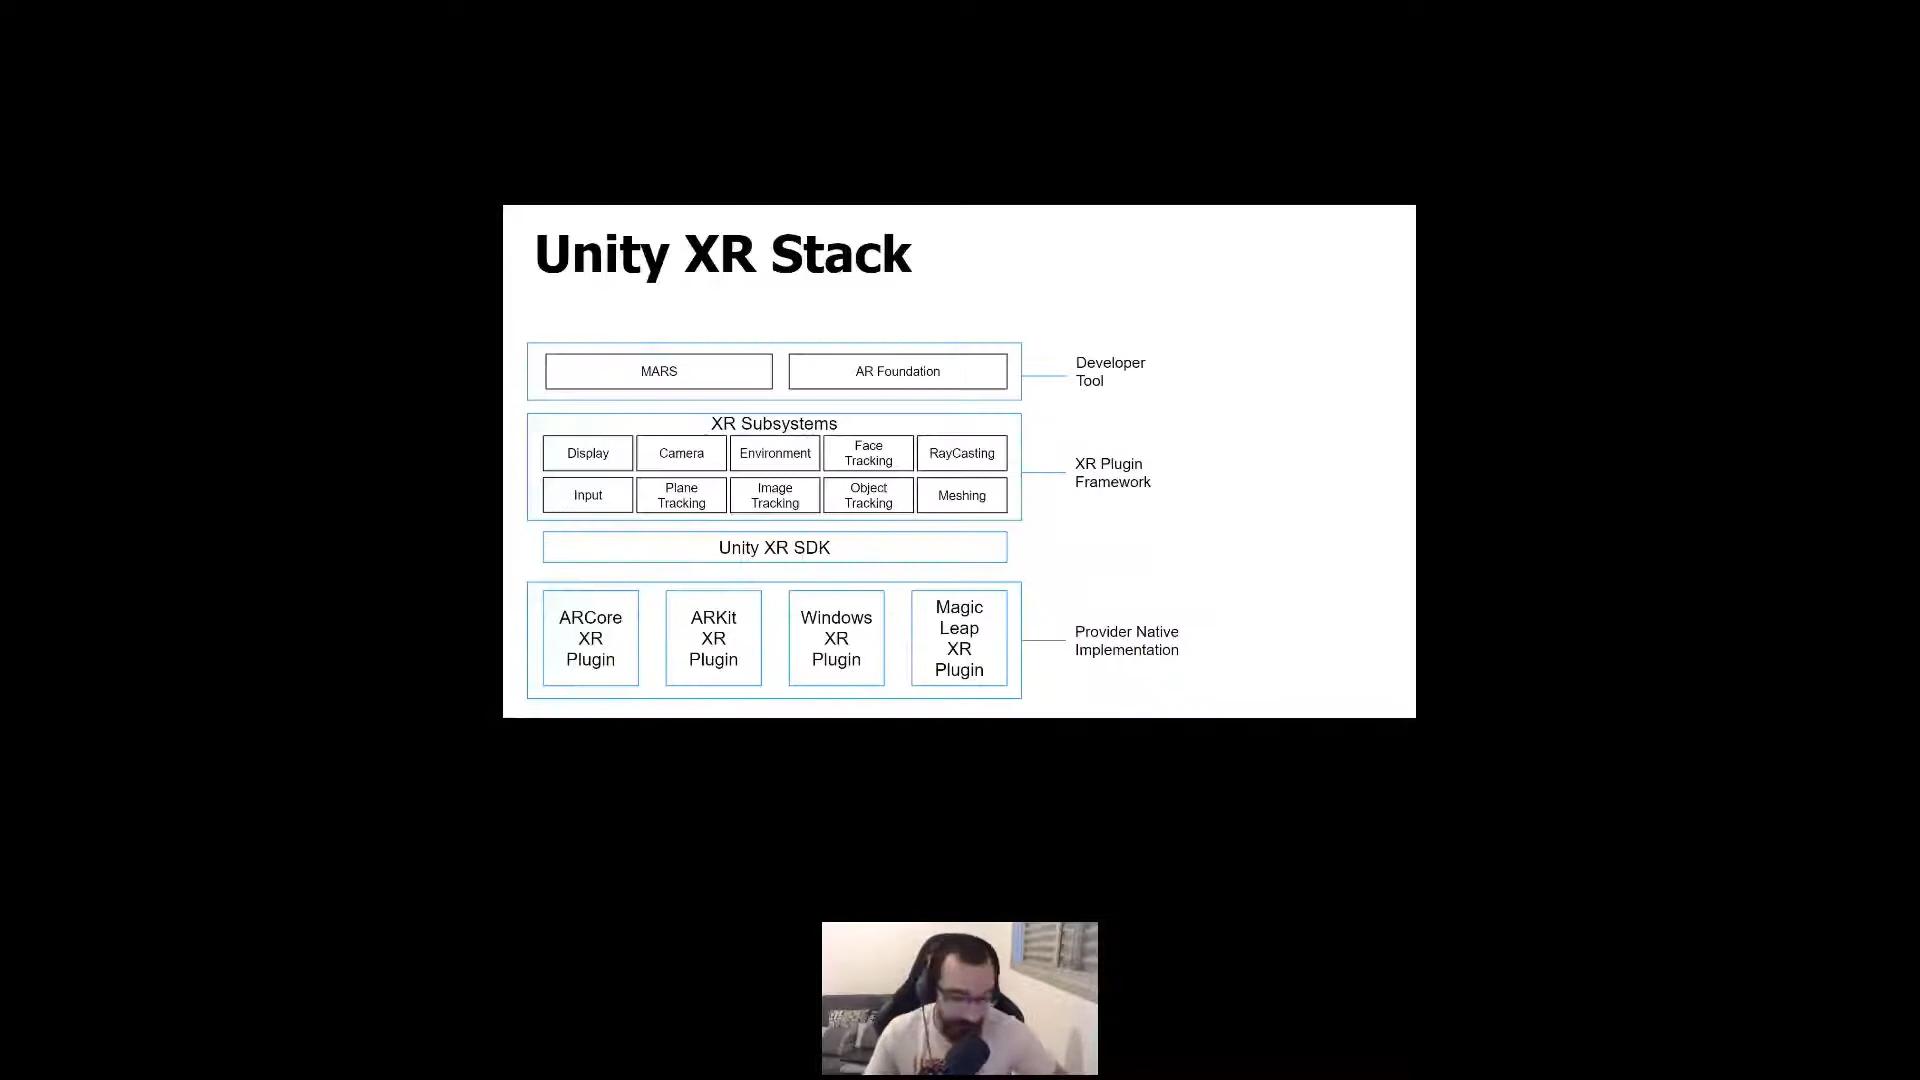 Unity XR Stack
MARS
AR Foundation
Developer
Tool
XR Subsystems
Display
Camera
Environment
Face
Tracking
RayCasting
Input
Plane
Tracking
Image
Tracking
Object
Tracking
Meshing
XR Plugin
Framework
Unity XR SDK
ARCore
XR
Plugin
ARKit
XR
Plugin
Windows
XR
Plugin
Magic
Leap
XR
Plugin
Provider Native
Implementation